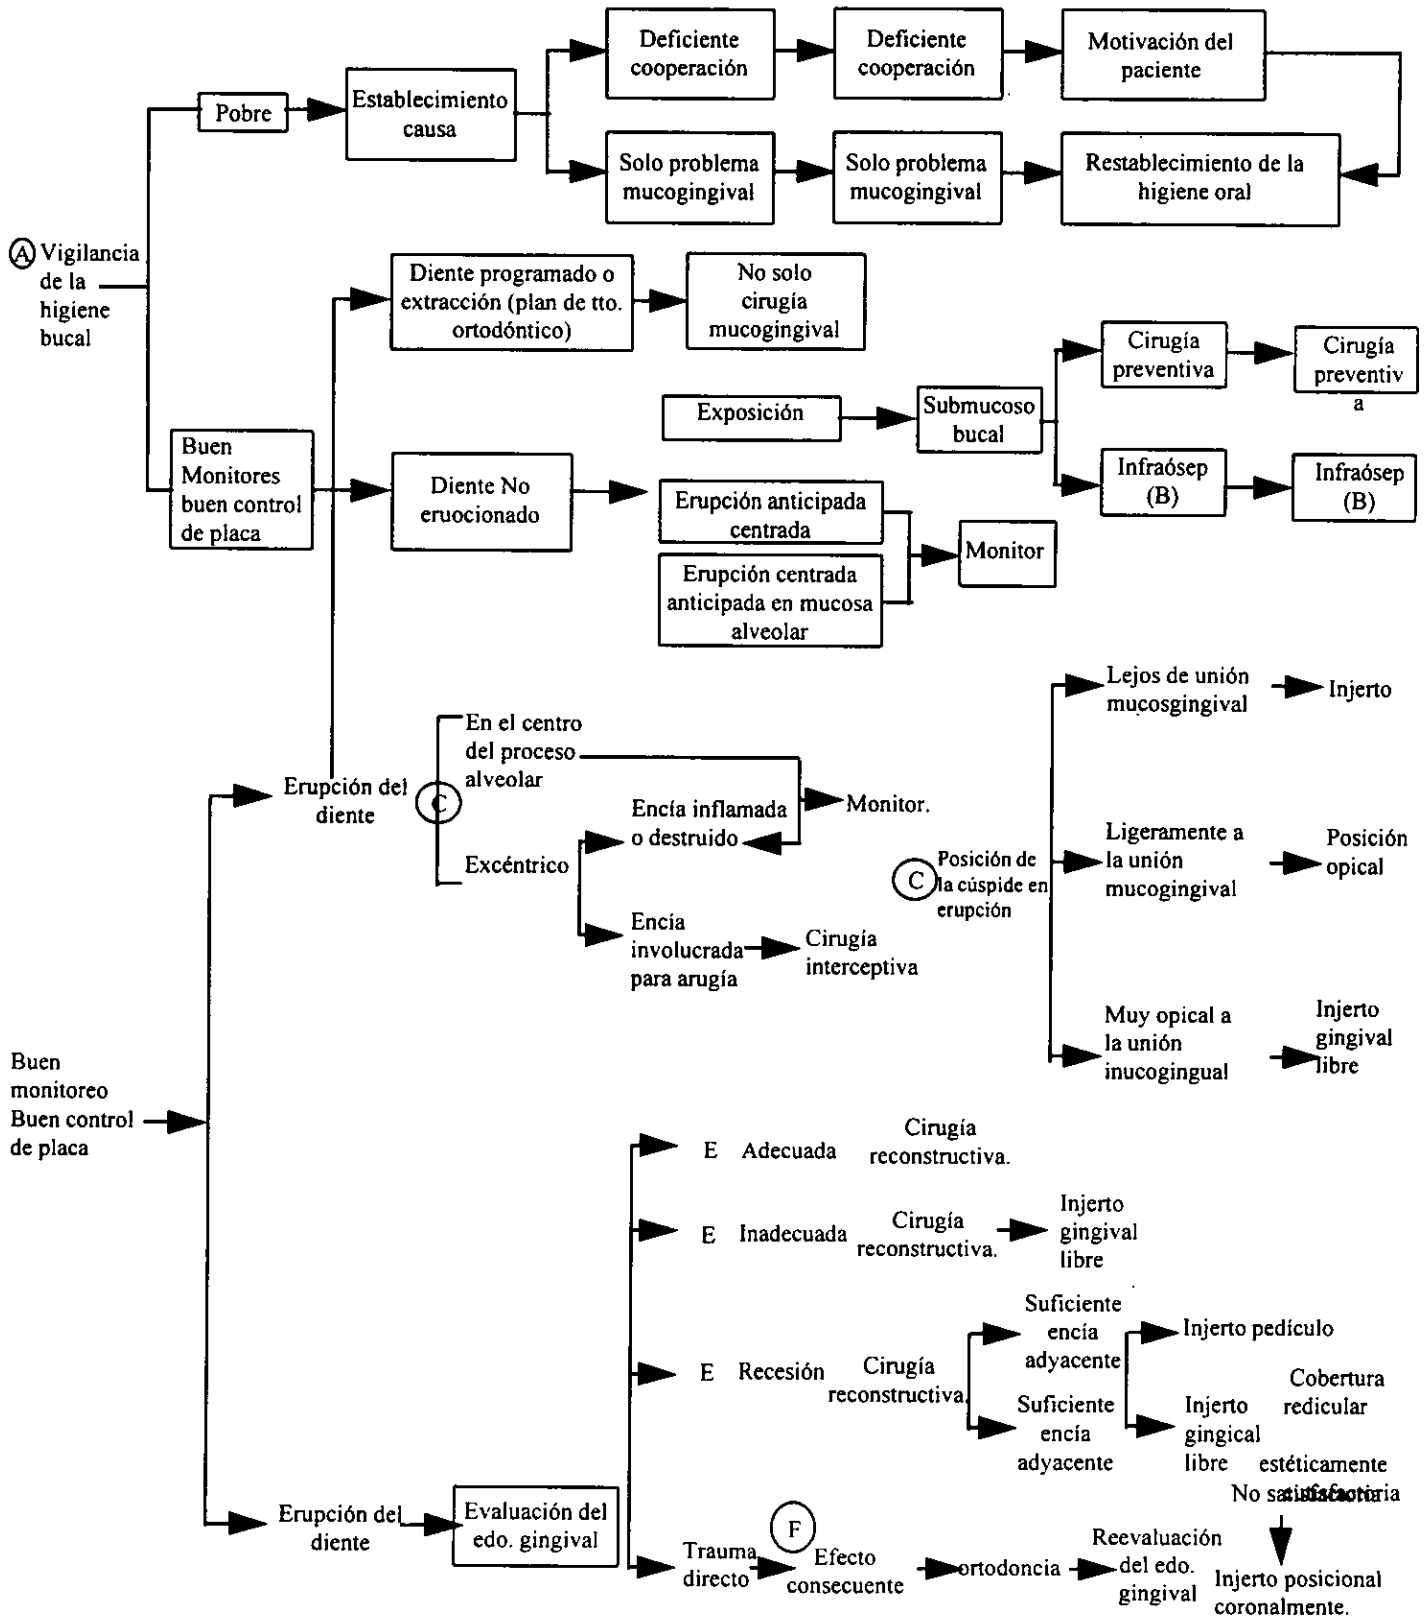 Deficiente
cooperación
Deficiente
cooperación
Motivación del
paciente
Pobre
Establecimiento
causa
Solo problema
mucogingival
Solo problema
mucogingival
Restablecimiento de la
higiene oral
A Vigilancia
de la
higiene
bucal
Diente programado o
extracción (plan de tto.
ortodóntico)
No solo
cirugía
mucogingival
Exposición
Submucoso
bucal
Cirugía
preventiva
Cirugía
preventiv
a
Buen
Monitores
buen control
de placa
Diente No
eruocionado
Infraósep
(B)
Infraósep
(B)
Erupción anticipada
centrada
Erupción centrada
anticipada en mucosa
alveolar
Monitor
Erupción del
diente
C
En el centro
del proceso
alveolar
Excéntrico
Encía inflamada
o destruido
Monitor.
Encía
involucrada
para arugía
Cirugía
interceptiva
C
Posición de
la cúspide en
erupción
Lejos de unión
mucosgingival
Injerto
Ligeramente a
la unión
mucogingival
Posición
opical
Muy opical a
la unión
inucogingual
Injerto
gingival
libre
Buen
monitoreo
Buen control
de placa
E Adecuada
Cirugía
reconstructiva.
E Inadecuada
Cirugía
reconstructiva.
Injerto
gingival
libre
E Recesión
Cirugía
reconstructiva.
Suficiente
encía
adyacente
Suficiente
encía
adyacente
Injerto pedículo
Injerto
gingical
libre
Cobertura
redicular
estéticamente
No
Erupción del
diente
Evaluación del
edo. gingival
Trauma
directo
F
Efecto
consecuente
ortodoncia
Reevaluación
del edo.
gingival
Injerto posicional
coronalmente.